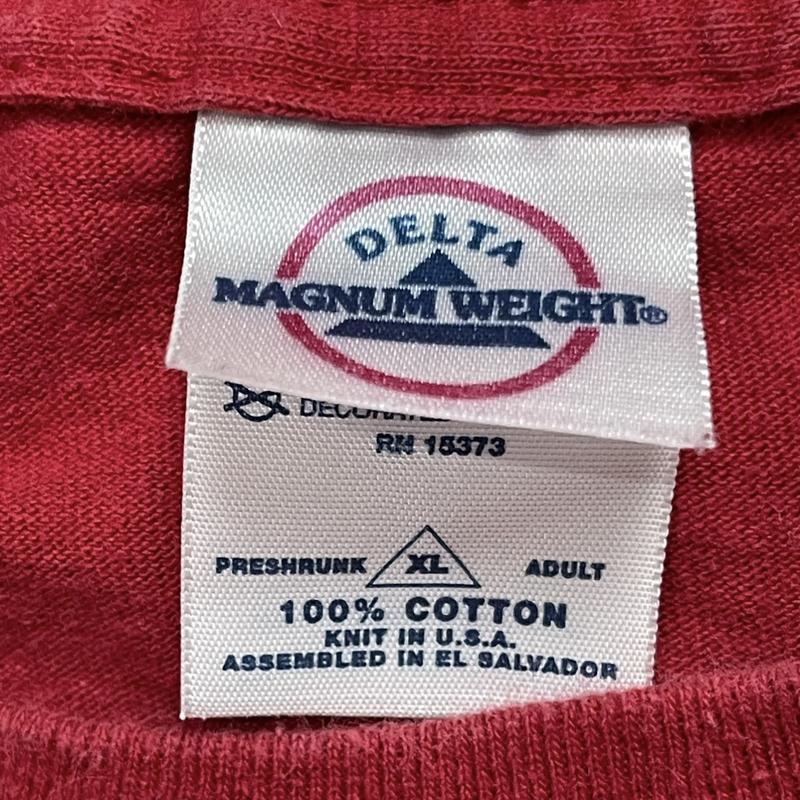 DELTA
MAGNUM WEIGHT®
RN 15373
PRESHRUNK XL ADULT
100% COTTON
KNIT IN U.S.A.
ASSEMBLED IN EL SALVADOR